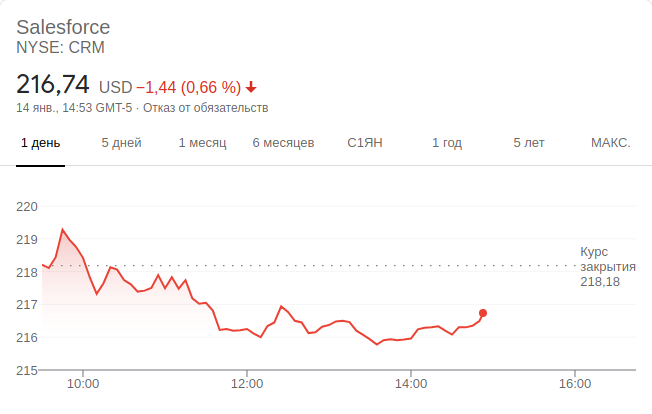 Salesforce
NYSE: CRM
216,74 USD −1,44 (0,66 %)
14 янв., 14:53 GMT-5 · Отказ от обязательств
1 день 5 дней 1 месяц 6 месяцев С1ЯН 1 год 5 лет МАКС.
220
219
218
217
216
215
Курс
закрытия
218,18
10:00 12:00 14:00 16:00